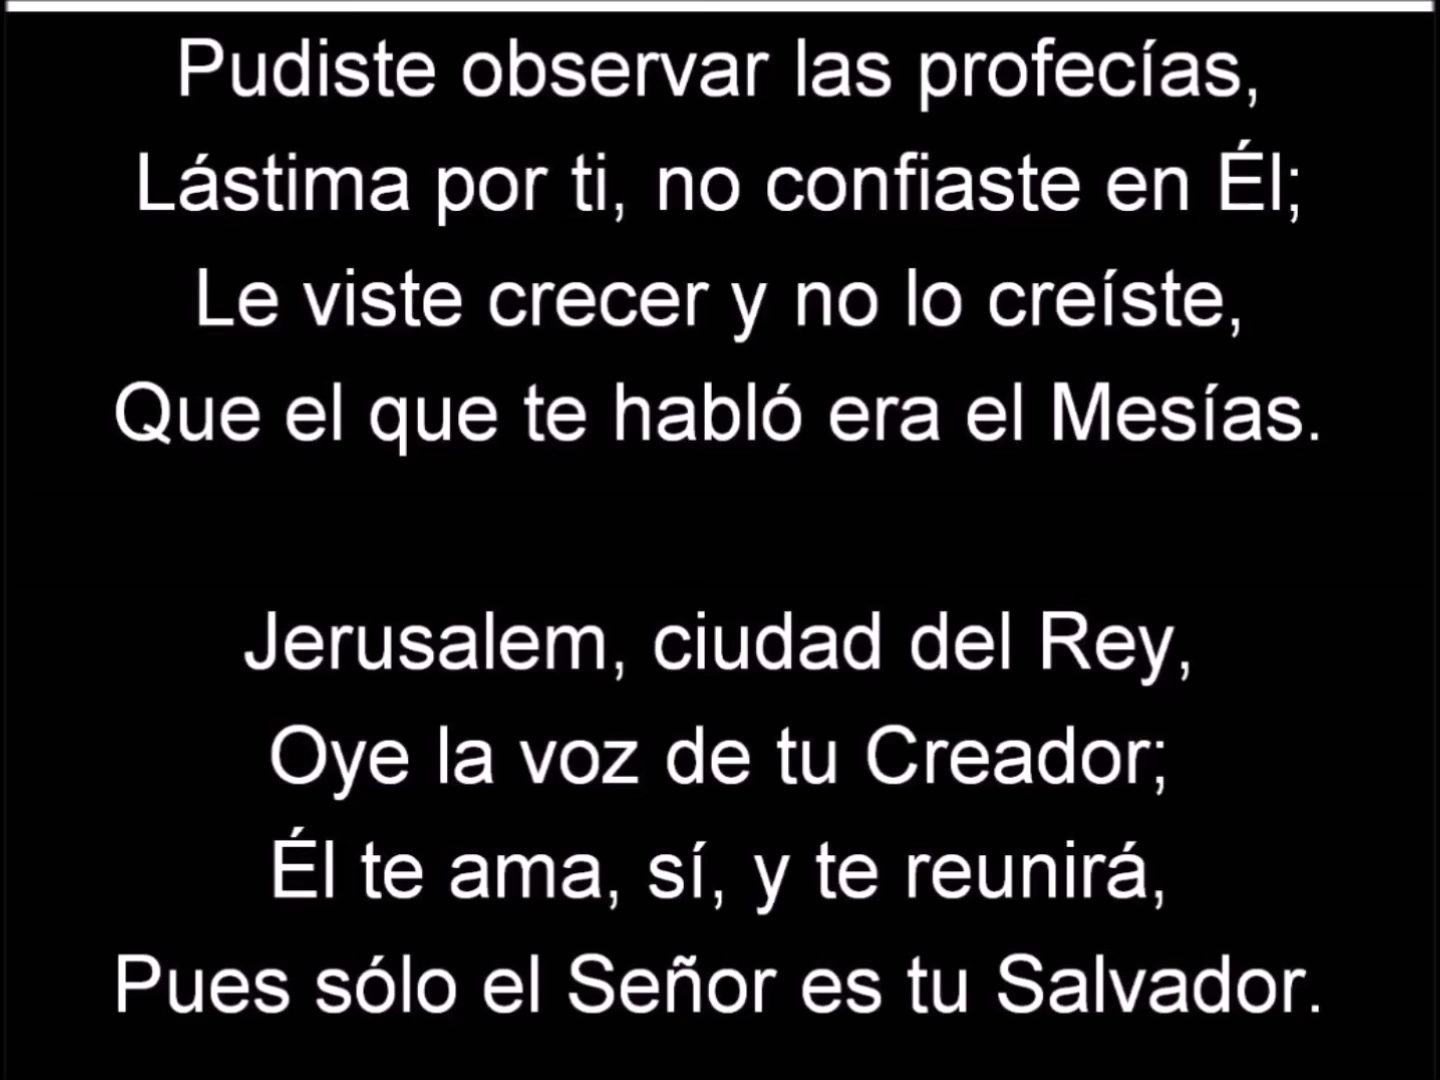 Pudiste observar las profecías,
Lástima por ti, no confiaste en Él;
Le viste crecer y no lo creíste,
Que el que te habló era el Mesías.
Jerusalem, ciudad del Rey,
Oye la voz de tu Creador;
Él te ama, sí, y te reunirá,
Pues sólo el Señor es tu Salvador.